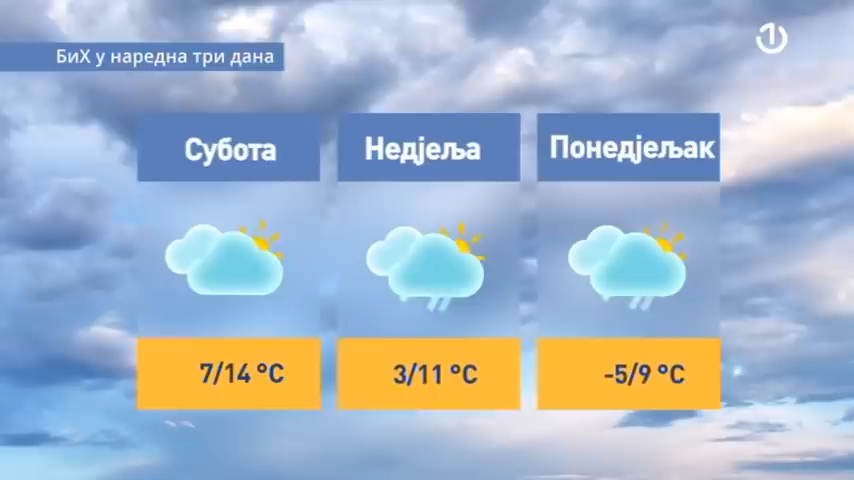 БиХ у наредна три дана
Субота
Недјеља
Понедјељак
7/14 °C
3/11 °C
-5/9 °C